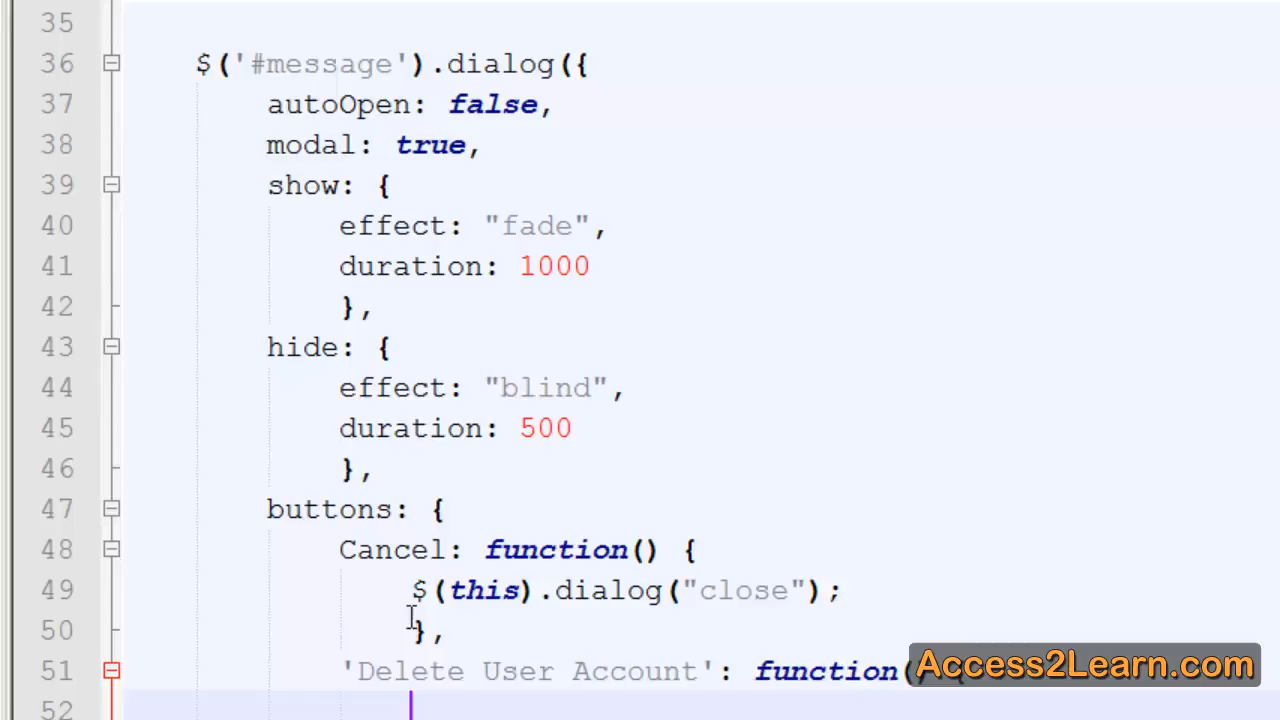 35
36 $('#message').dialog({
37 autoOpen: false,
38 modal: true,
39 show: {
40 effect: "fade",
41 duration: 1000
42 },
43 hide: {
44 effect: "blind",
45 duration: 500
46 },
47 buttons: {
48 Cancel: function() {
49 $(this).dialog("close");
50 },
51 'Delete User Account': function() {
52
Access2Learn.com